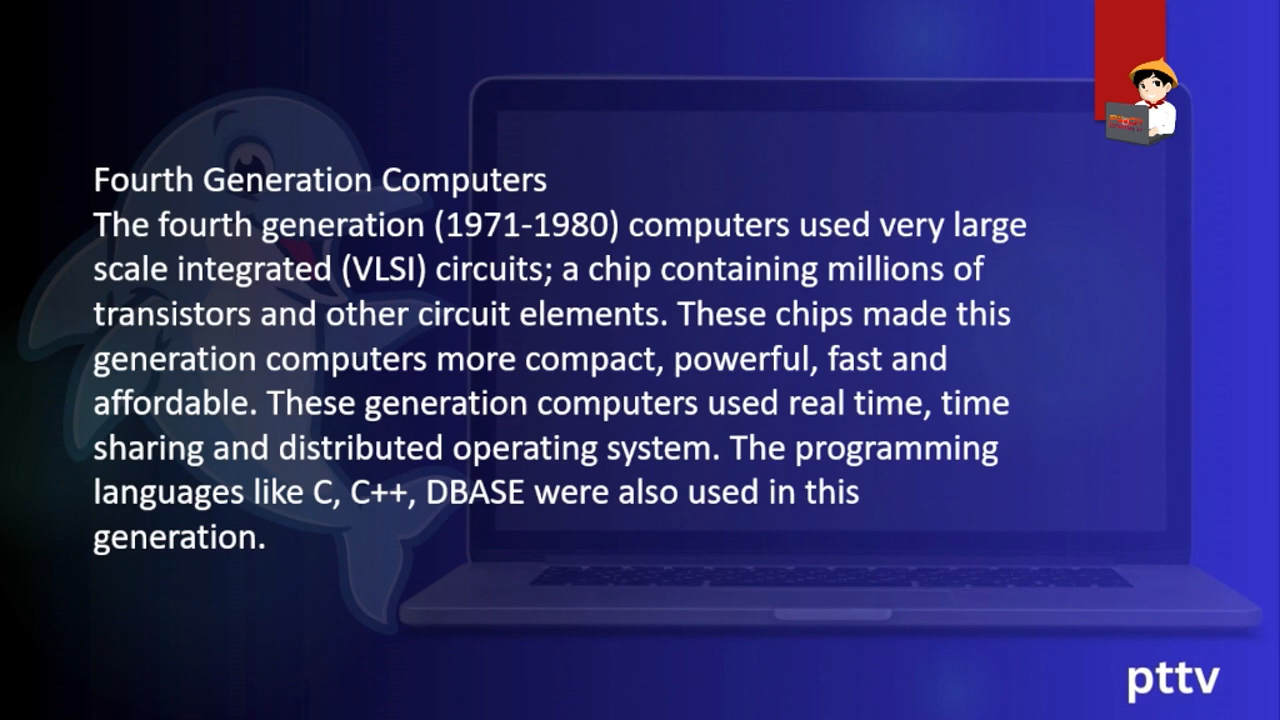 Fourth Generation Computers
The fourth generation (1971-1980) computers used very large
scale integrated (VLSI) circuits; a chip containing millions of
transistors and other circuit elements. These chips made this
generation computers more compact, powerful, fast and
affordable. These generation computers used real time, time
sharing and distributed operating system. The programming
languages like C, C++, DBASE were also used in this
generation.
pttv